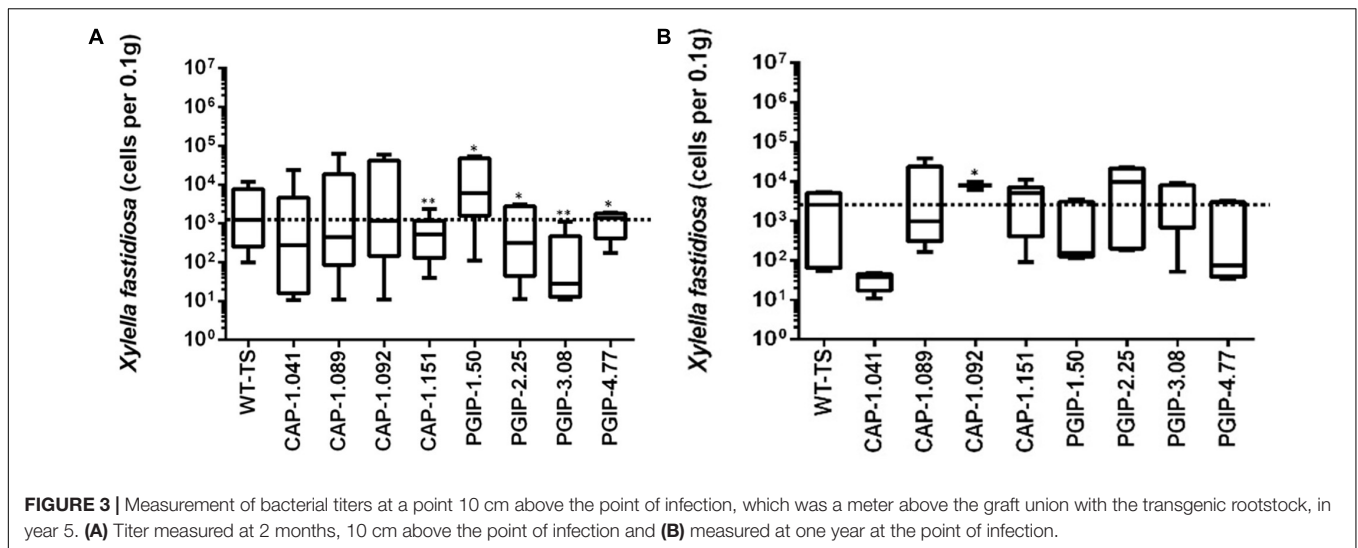 A
B
Xylella fastidiosa (cells per 0.1g)
10⁷
10⁶
10⁵
10⁴
10³
10²
10¹
10⁰
**
*
*
**
*
WT-TS
CAP-1.041
CAP-1.089
CAP-1.092
CAP-1.151
PGIP-1.50
PGIP-2.25
PGIP-3.08
PGIP-4.77
Xylella fastidiosa (cells per 0.1g)
10⁷
10⁶
10⁵
10⁴
10³
10²
10¹
10⁰
*
WT-TS
CAP-1.041
CAP-1.089
CAP-1.092
CAP-1.151
PGIP-1.50
PGIP-2.25
PGIP-3.08
PGIP-4.77
FIGURE 3 | Measurement of bacterial titers at a point 10 cm above the point of infection, which was a meter above the graft union with the transgenic rootstock, in
year 5. (A) Titer measured at 2 months, 10 cm above the point of infection and (B) measured at one year at the point of infection.